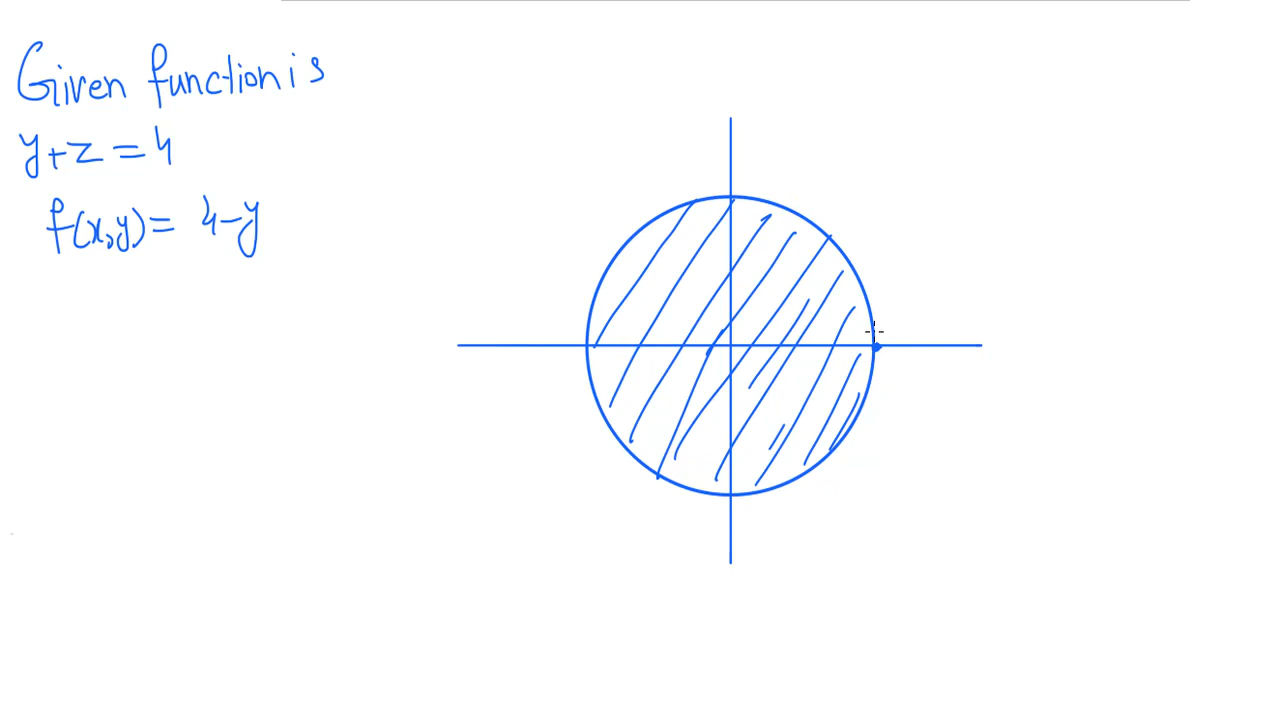 Given function is
y+z=4
f(x,y)= 4-y